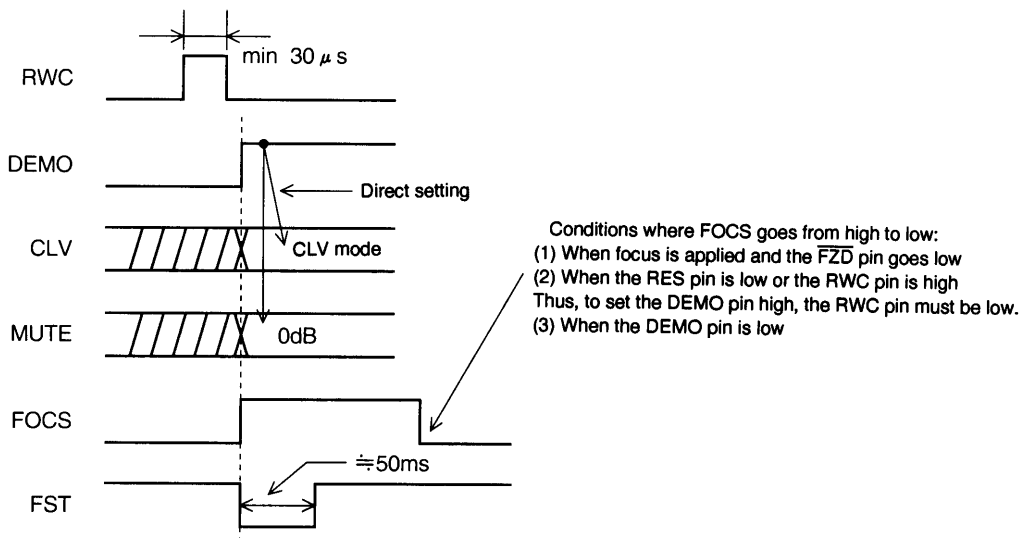 min 30 μs
RWC
DEMO
Direct setting
CLV
CLV mode
MUTE
0dB
FOCS
≒50ms
FST
Conditions where FOCS goes from high to low:
(1) When focus is applied and the F̅Z̅D̅ pin goes low
(2) When the RES pin is low or the RWC pin is high
Thus, to set the DEMO pin high, the RWC pin must be low.
(3) When the DEMO pin is low